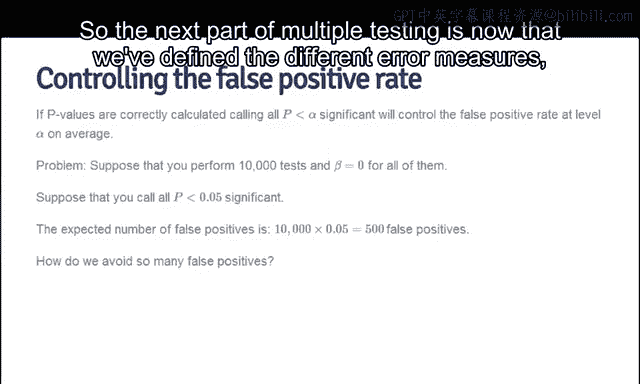 GPT中英字幕课程资源@bilibili.com
So the next part of multiple testing is now that
we've defined the different error measures,
Controlling the false positive rate
If P-values are correctly calculated calling all P < α significant will control the false positive rate at level
α on average.
Problem: Suppose that you perform 10,000 tests and β = 0 for all of them.
Suppose that you call all P < 0.05 significant.
The expected number of false positives is: 10,000 × 0.05 = 500 false positives.
How do we avoid so many false positives?